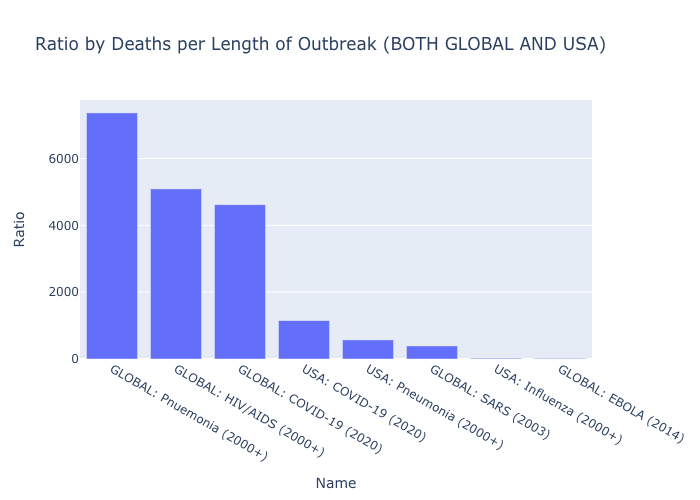 Ratio by Deaths per Length of Outbreak (BOTH GLOBAL AND USA)
Ratio
6000
4000
2000
0
GLOBAL: Pnuemonia (2000+)
GLOBAL: HIV/AIDS (2000+)
GLOBAL: COVID-19 (2020)
USA: COVID-19 (2020)
USA: Pneumonia (2000+)
GLOBAL: SARS (2003)
USA: Influenza (2000+)
GLOBAL: EBOLA (2014)
Name